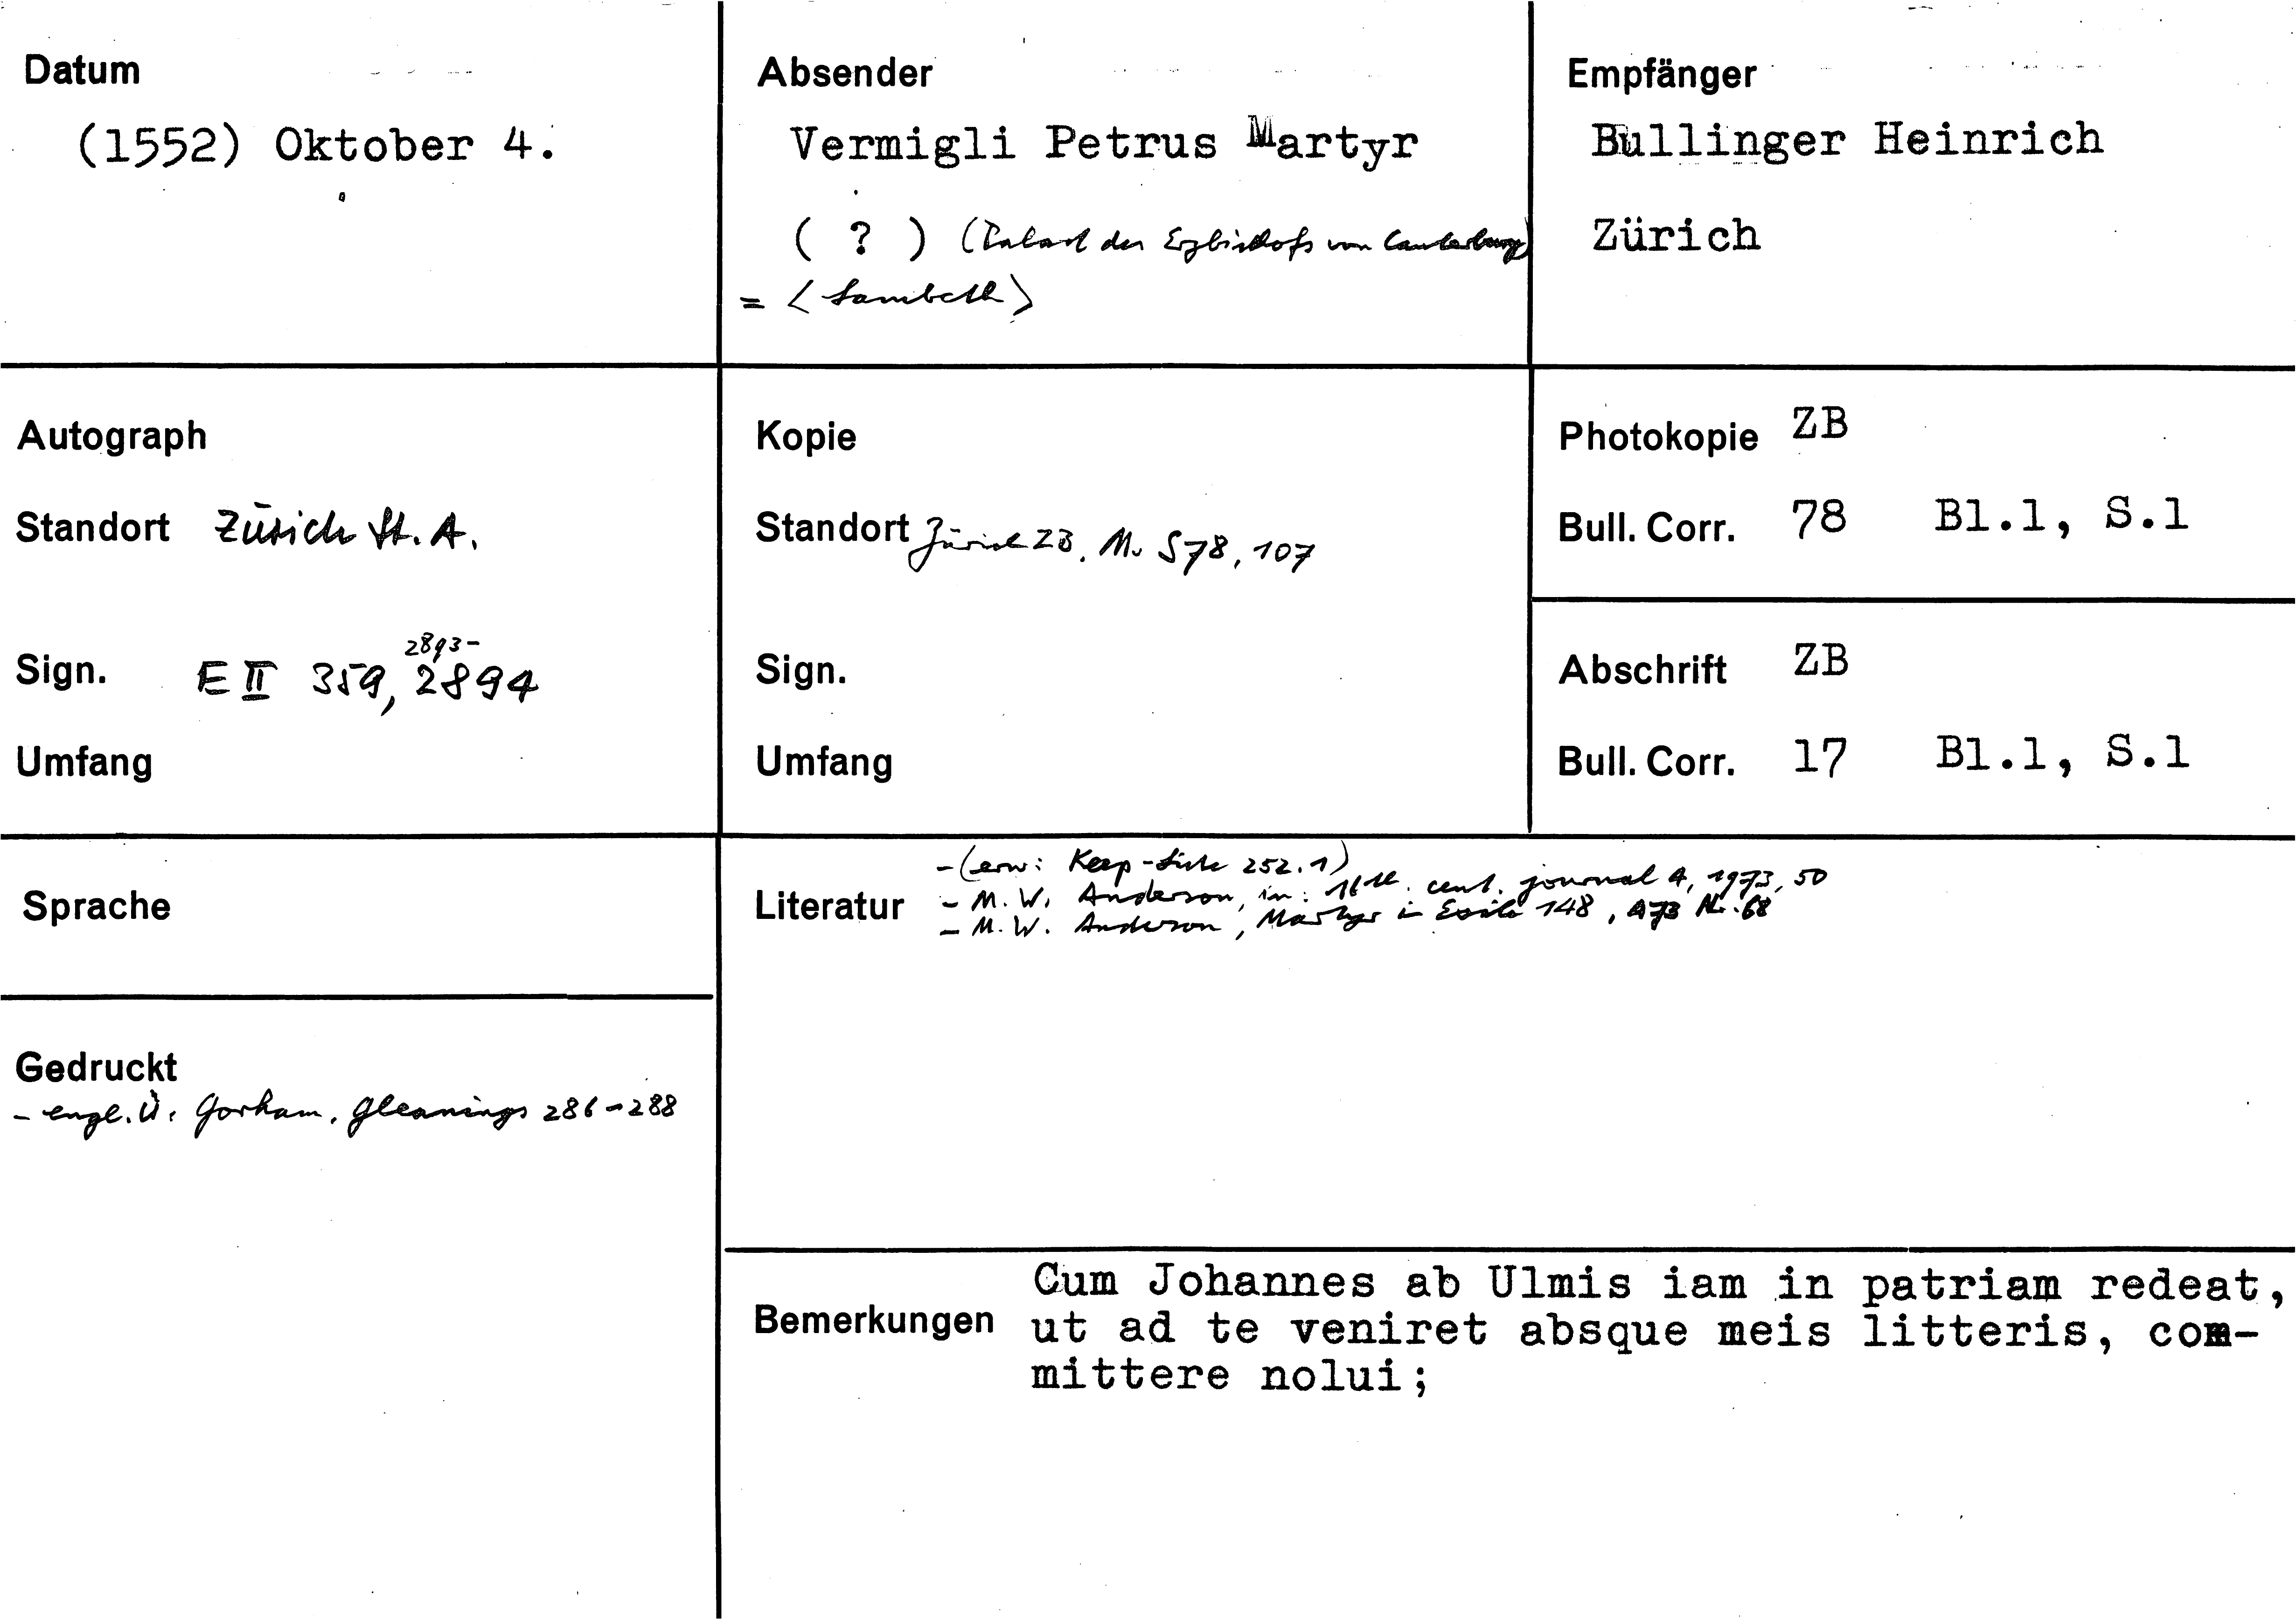 Datum
(1552) Oktober 4.
Absender
Vermigli Petrus Martyr
( ? ) (Palast des Erzbischofs von Canterbury)
= <Lambeth>
Empfänger
Bullinger Heinrich
Zürich
Autograph
Standort Zürich St. A.
Sign. E II 359, 2893-2894
Umfang
Kopie
Standort Zürich ZB, Ms S78, 107
Sign.
Umfang
Photokopie ZB
Bull. Corr. 78 Bl.1, S.1
Abschrift ZB
Bull. Corr. 17 Bl.1, S.1
Sprache
Gedruckt
- engl. Ü: Gorham, Gleanings 286-288
Literatur
- (erw: Keep-Liste 252.1)
- M. W. Anderson, in: 16th. cent. journal 4, 1973, 50
- M. W. Anderson, Martyr in Exile 148, 473 Nr. 68
Bemerkungen
Cum Johannes ab Ulmis iam in patriam redeat,
ut ad te veniret absque meis litteris, com-
mittere nolui;